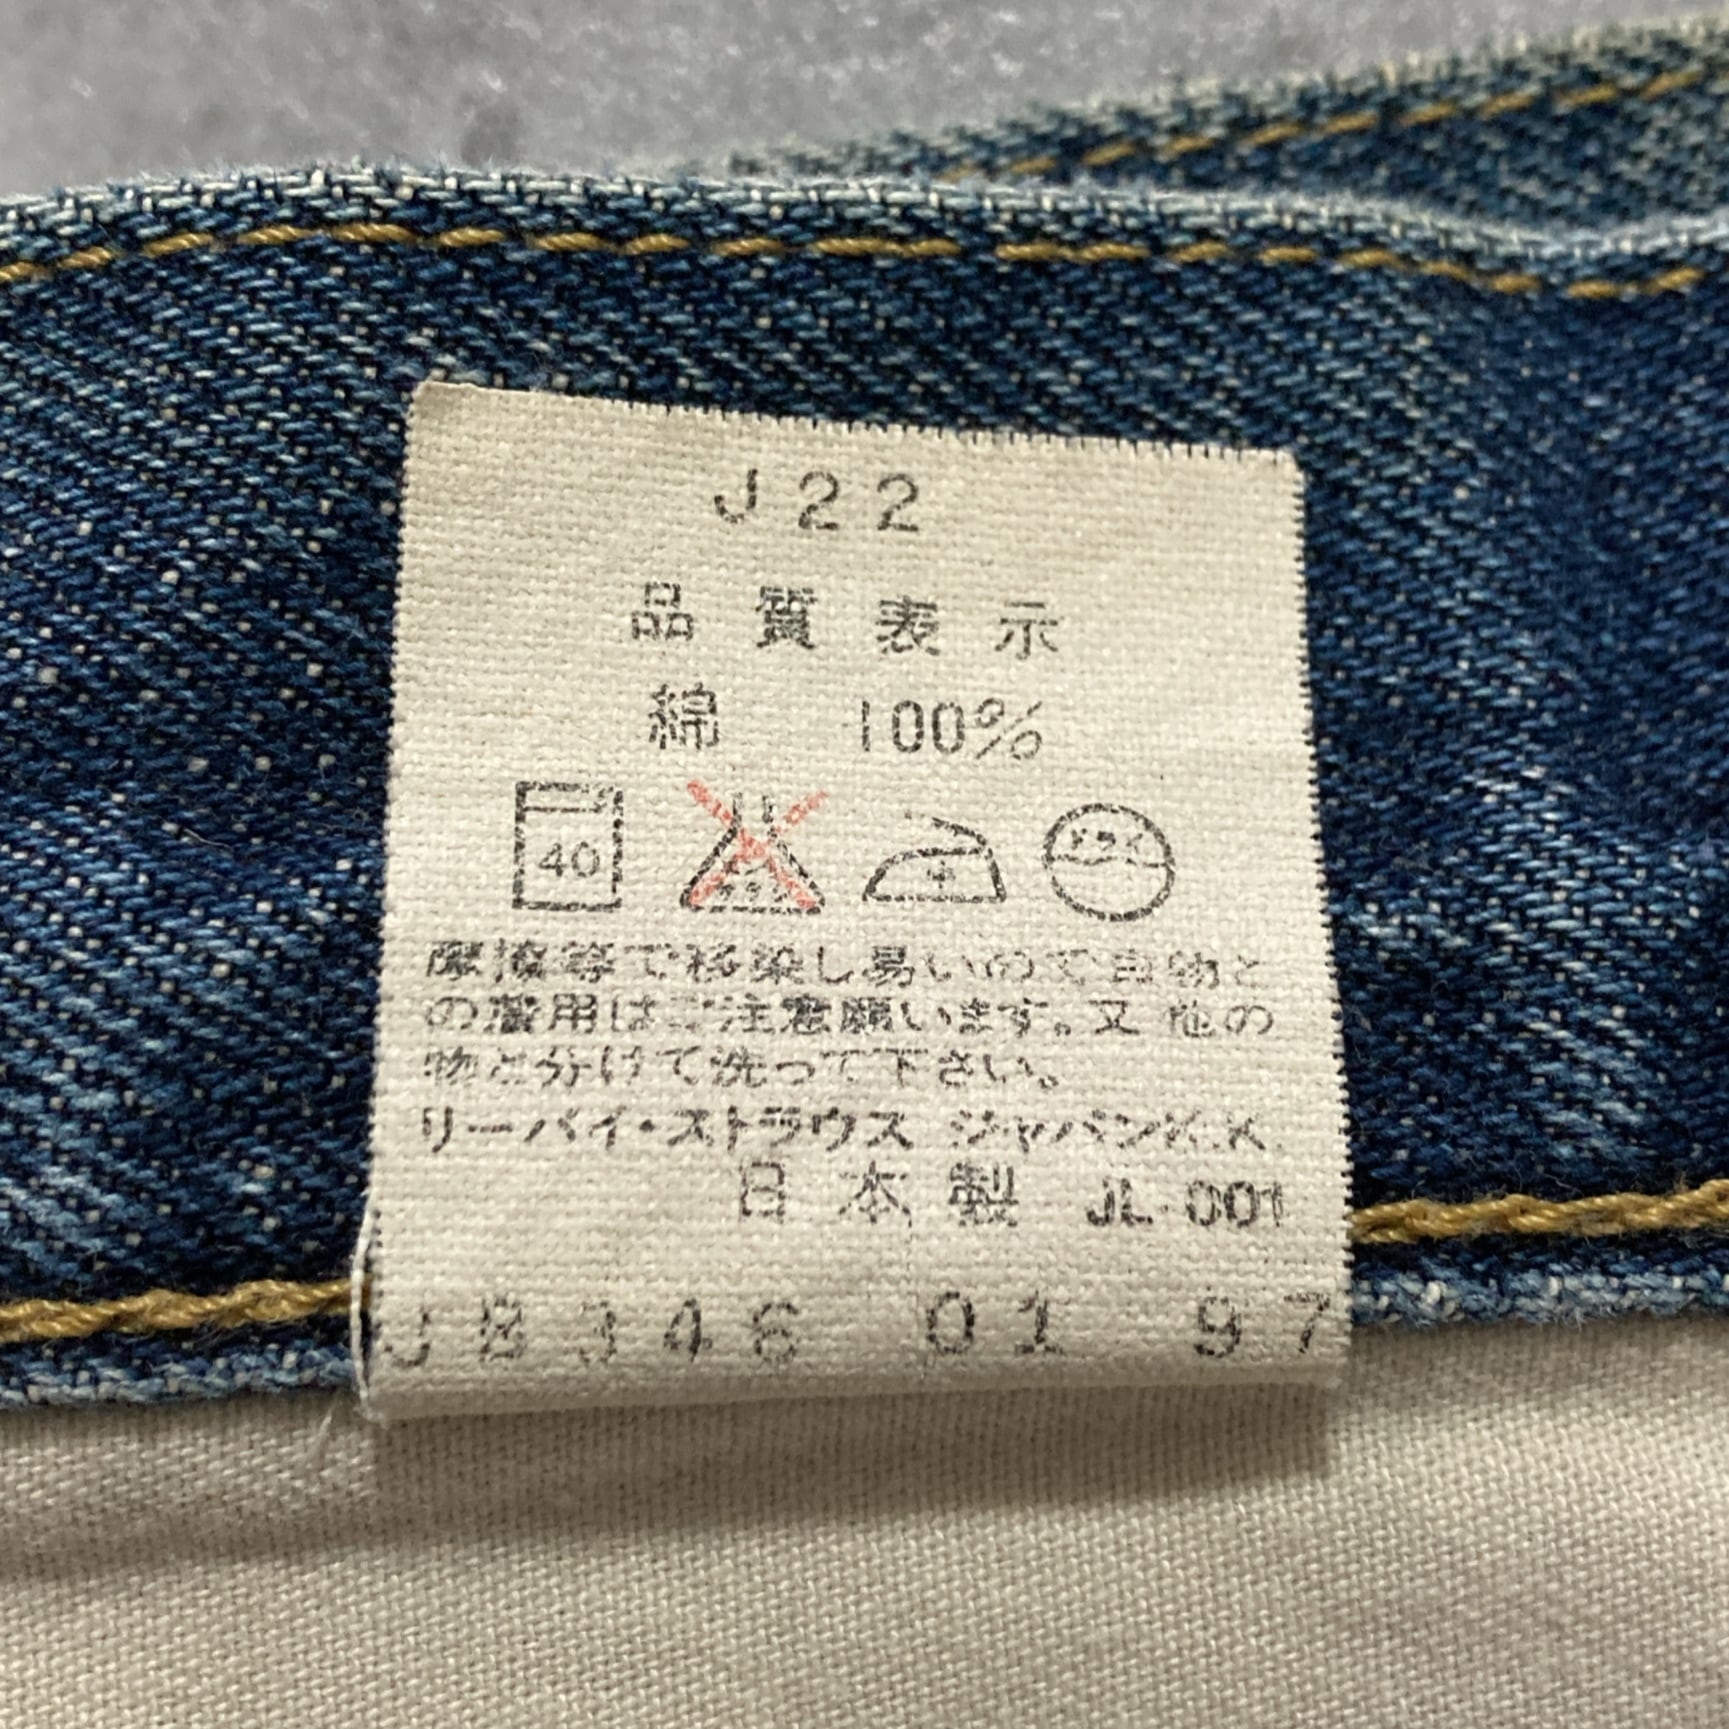 J22
品質表示
綿 100%
40
ドライ
摩擦等で移染し易いので白物と
の着用はご注意願います。又他の
物と分けて洗って下さい。
リーバイ・ストラウス ジャパンK.K.
日本製 JL-001
J8346 01 97